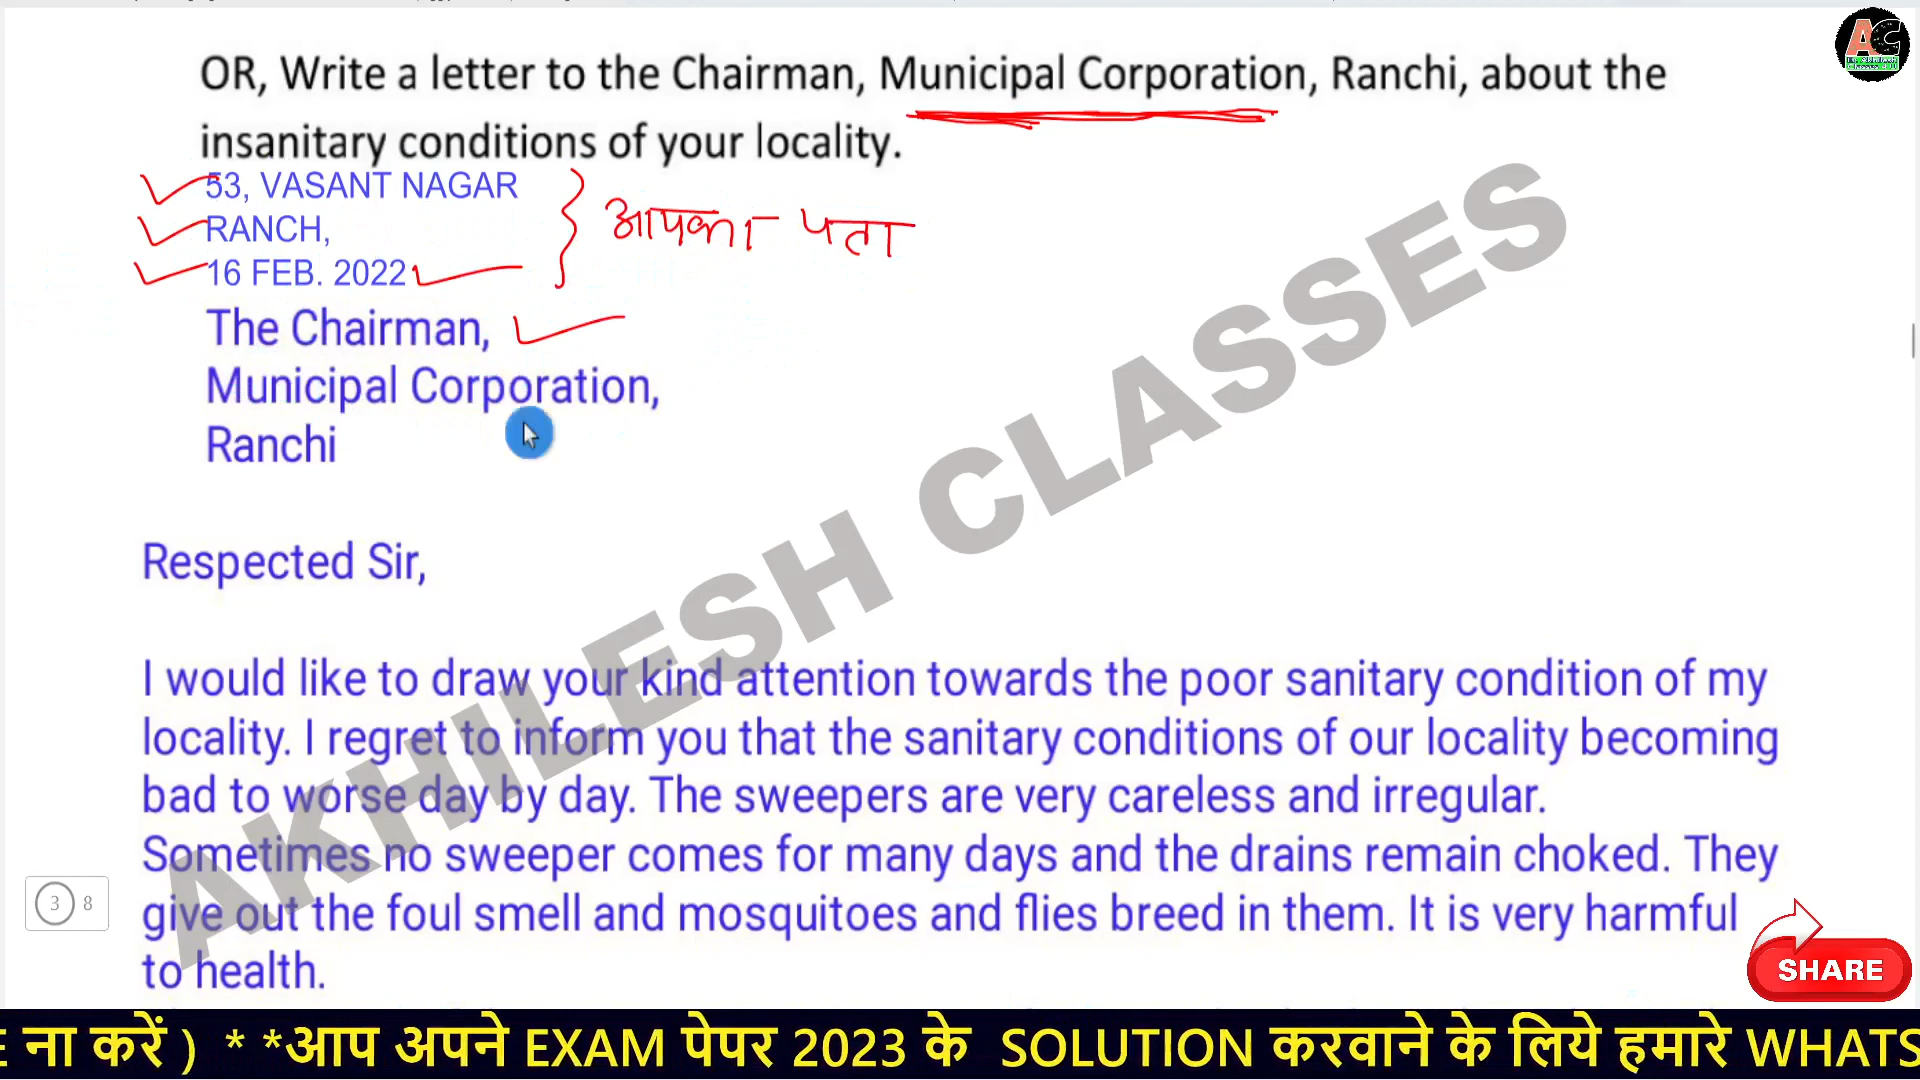 OR, Write a letter to the Chairman, Municipal Corporation, Ranchi, about the
insanitary conditions of your locality.
53, VASANT NAGAR
RANCH,
16 FEB. 2022
आपका पता
The Chairman,
Municipal Corporation,
Ranchi
Respected Sir,
I would like to draw your kind attention towards the poor sanitary condition of my
locality. I regret to inform you that the sanitary conditions of our locality becoming
bad to worse day by day. The sweepers are very careless and irregular.
Sometimes no sweeper comes for many days and the drains remain choked. They
give out the foul smell and mosquitoes and flies breed in them. It is very harmful
to health.
AKHILESH CLASSES
3 8
AC
SHARE
E ना करें ) * *आप अपने EXAM पेपर 2023 के SOLUTION करवाने के लिये हमारे WHATS